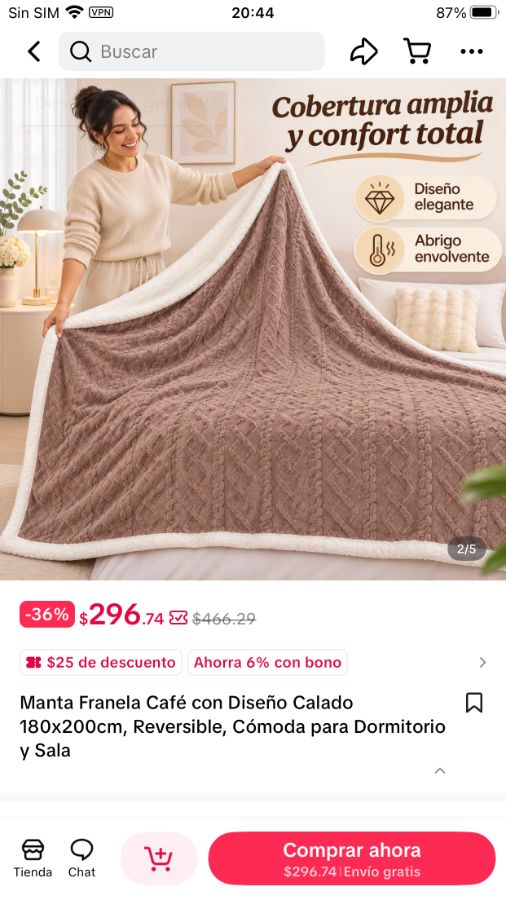 Sin SIM VPN 20:44 87%
Buscar
Cobertura amplia
y confort total
Diseño
elegante
Abrigo
envolvente
2/5
-36% $296.74 $466.29
$25 de descuento Ahorra 6% con bono
Manta Franela Café con Diseño Calado
180x200cm, Reversible, Cómoda para Dormitorio
y Sala
Tienda Chat
Comprar ahora
$296.74 | Envío gratis